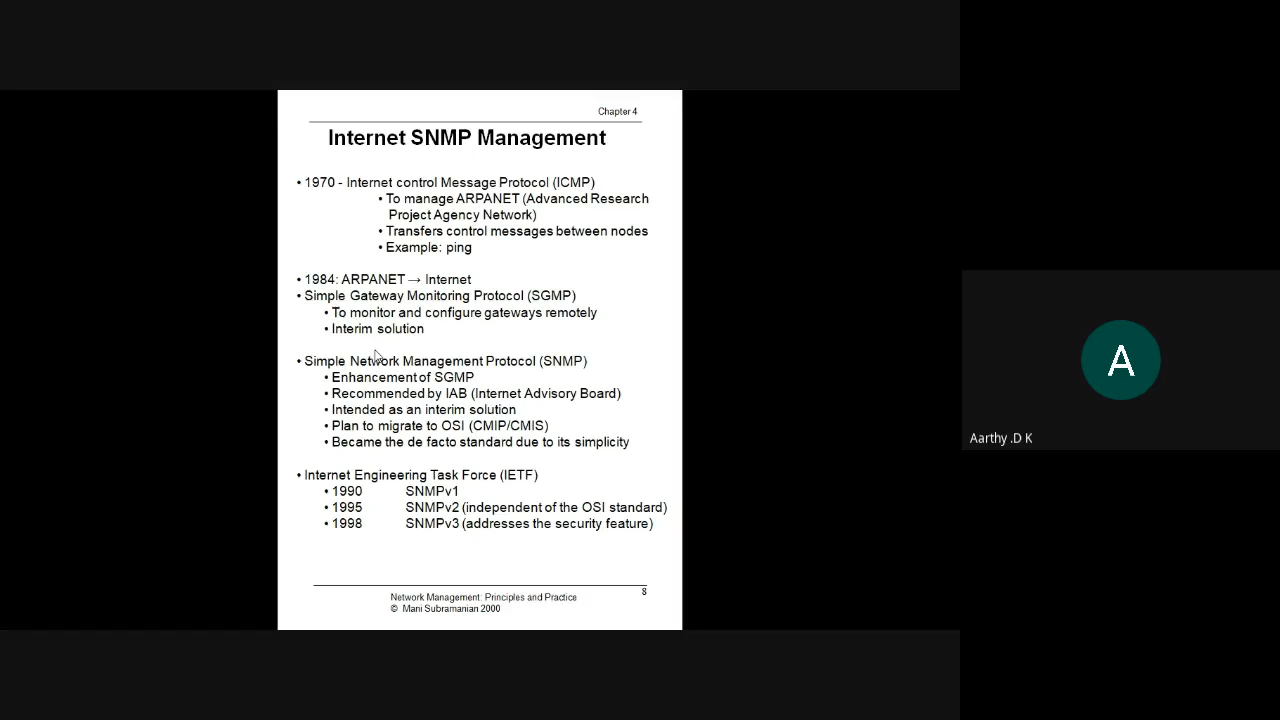 Chapter 4
Internet SNMP Management
• 1970 - Internet control Message Protocol (ICMP)
• To manage ARPANET (Advanced Research
Project Agency Network)
• Transfers control messages between nodes
• Example: ping
• 1984: ARPANET → Internet
• Simple Gateway Monitoring Protocol (SGMP)
• To monitor and configure gateways remotely
• Interim solution
• Simple Network Management Protocol (SNMP)
• Enhancement of SGMP
• Recommended by IAB (Internet Advisory Board)
• Intended as an interim solution
• Plan to migrate to OSI (CMIP/CMIS)
• Became the de facto standard due to its simplicity
• Internet Engineering Task Force (IETF)
• 1990 SNMPv1
• 1995 SNMPv2 (independent of the OSI standard)
• 1998 SNMPv3 (addresses the security feature)
8
Network Management: Principles and Practice
© Mani Subramanian 2000
A
Aarthy .D K